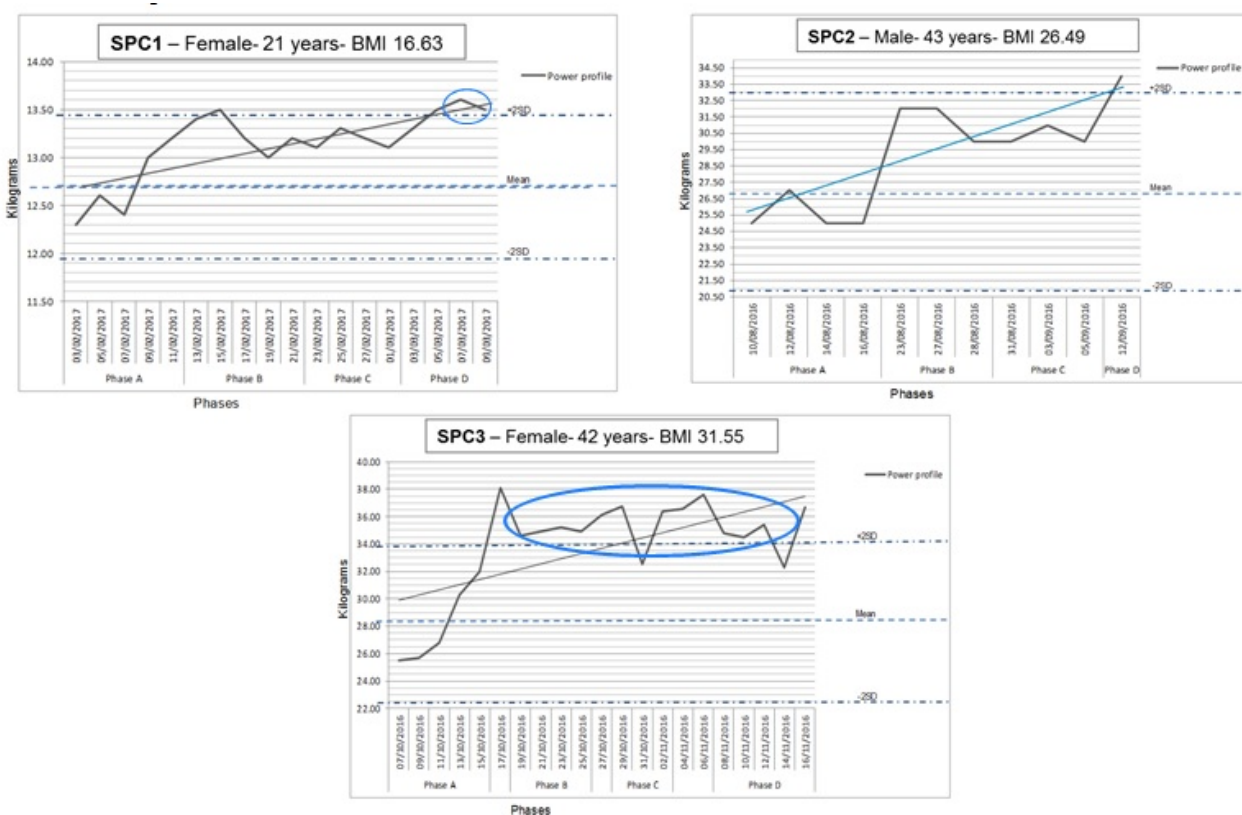 SPC1 – Female- 21 years- BMI 16.63
Kilograms
14.00
13.50
13.00
12.50
12.00
11.50
Power profile
+2SD
Mean
-2SD
03/02/2017
05/02/2017
07/02/2017
09/02/2017
11/02/2017
13/02/2017
15/02/2017
17/02/2017
19/02/2017
21/02/2017
23/02/2017
25/02/2017
27/02/2017
01/03/2017
03/03/2017
05/03/2017
07/03/2017
09/03/2017
Phase A
Phase B
Phase C
Phase D
Phases
SPC2 – Male- 43 years- BMI 26.49
Kilograms
34.50
33.50
32.50
31.50
30.50
29.50
28.50
27.50
26.50
25.50
24.50
23.50
22.50
21.50
20.50
Power profile
+2SD
Mean
-2SD
10/08/2016
12/08/2016
14/08/2016
16/08/2016
23/08/2016
27/08/2016
28/08/2016
31/08/2016
03/09/2016
05/09/2016
12/09/2016
Phase A
Phase B
Phase C
Phase D
Phases
SPC3 – Female- 42 years- BMI 31.55
Kilograms
40.00
38.00
36.00
34.00
32.00
30.00
28.00
26.00
24.00
22.00
Power profile
+2SD
Mean
-2SD
07/10/2016
09/10/2016
11/10/2016
13/10/2016
15/10/2016
17/10/2016
19/10/2016
21/10/2016
23/10/2016
25/10/2016
27/10/2016
29/10/2016
31/10/2016
02/11/2016
04/11/2016
06/11/2016
08/11/2016
10/11/2016
12/11/2016
14/11/2016
16/11/2016
Phase A
Phase B
Phase C
Phase D
Phases